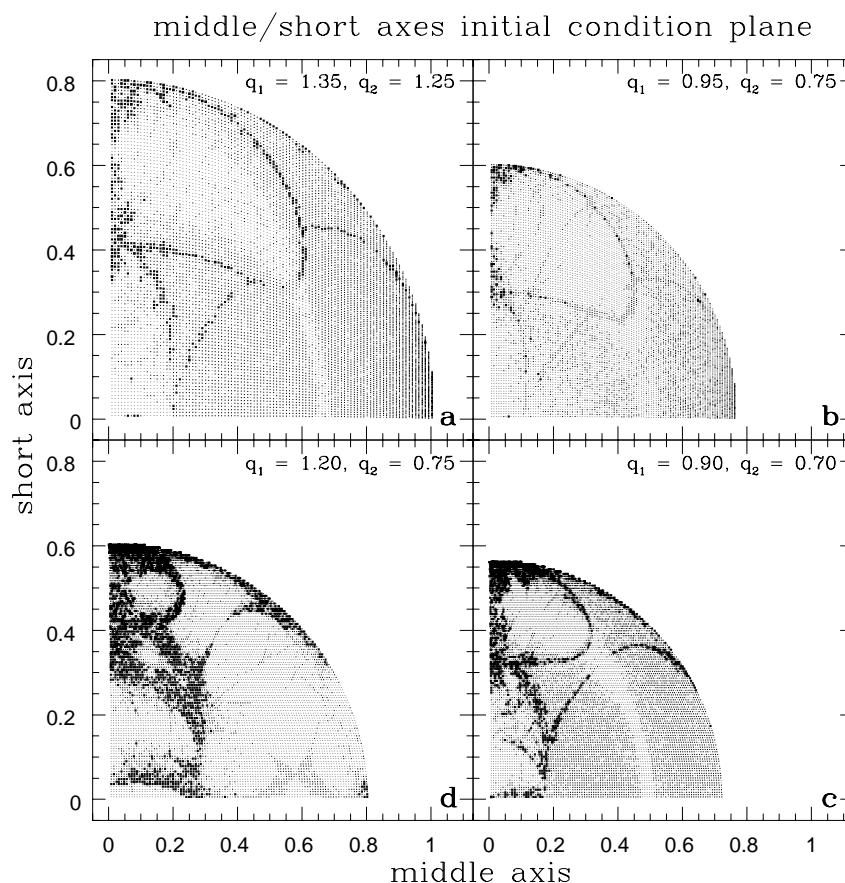 middle/short axes initial condition plane
q1 = 1.35, q2 = 1.25
q1 = 0.95, q2 = 0.75
0.8
0.6
0.4
0.2
0
a
b
q1 = 1.20, q2 = 0.75
q1 = 0.90, q2 = 0.70
0.8
0.6
0.4
0.2
0
d
c
short axis
0 0.2 0.4 0.6 0.8 1
0 0.2 0.4 0.6 0.8 1
middle axis